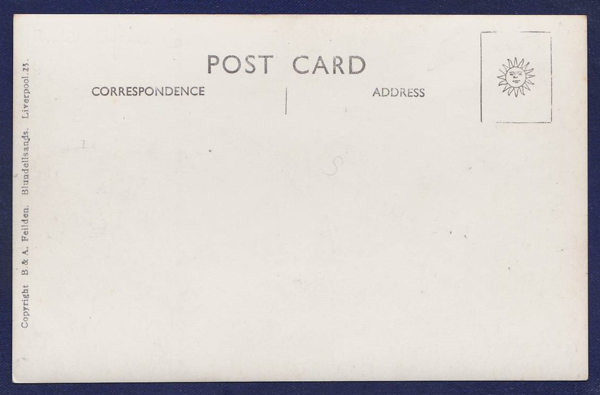 POST CARD
CORRESPONDENCE
ADDRESS
Copyright B & A. Feilden. Blundellsands. Liverpool.23.